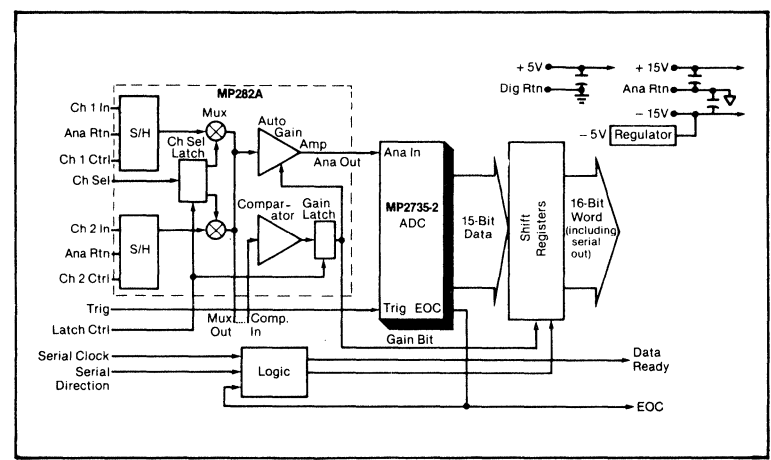 MP282A
Ch 1 In
Ana Rtn
Ch 1 Ctrl
S/H
Mux
Ch Sel
Latch
Ch Sel
Ch 2 In
Ana Rtn
Ch 2 Ctrl
S/H
Auto
Gain
Amp
Ana Out
Compar-
ator
Gain
Latch
Trig
Latch Ctrl
Mux
Out
Comp.
In
Ana In
MP2735-2
ADC
Trig EOC
Gain Bit
15-Bit
Data
Shift
Registers
16-Bit
Word
(including
serial
out)
+ 5V
Dig Rtn
+ 15V
Ana Rtn
- 15V
- 5V
Regulator
Serial Clock
Serial
Direction
Logic
Data
Ready
EOC